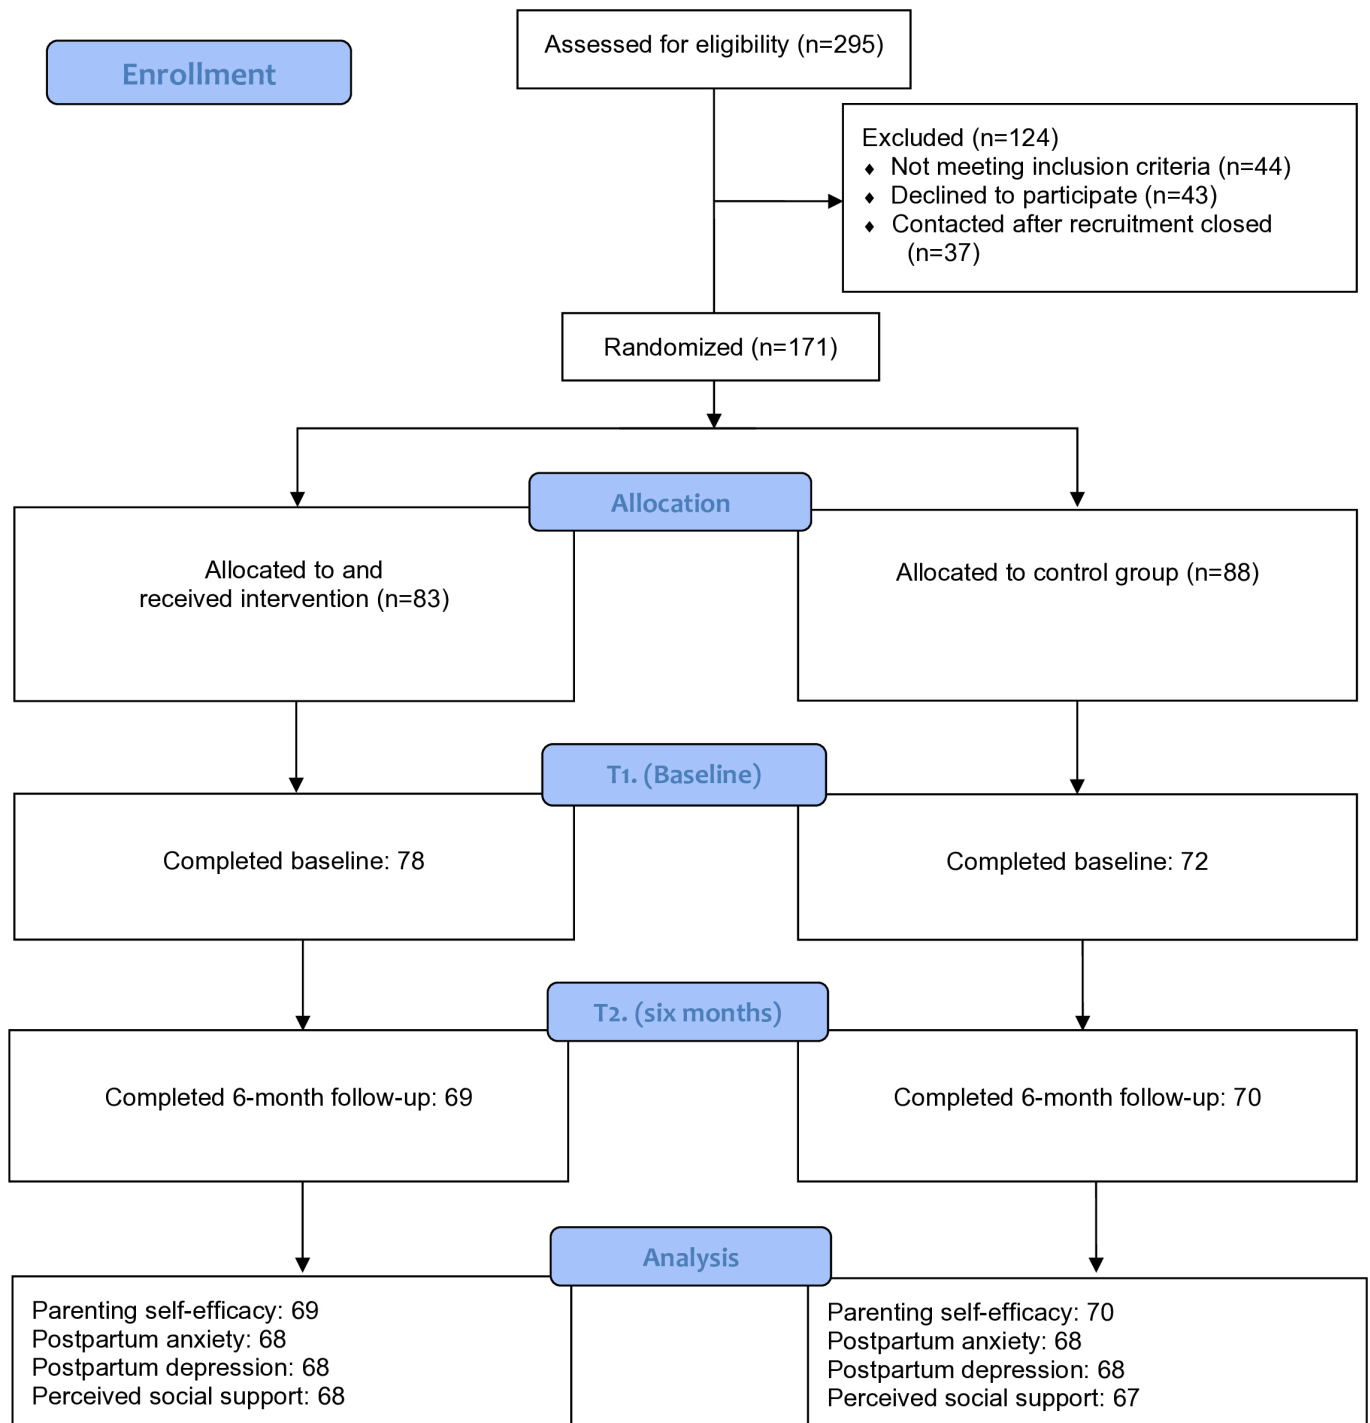 Assessed for eligibility (n=295)
Enrollment
Excluded (n=124)
♦ Not meeting inclusion criteria (n=44)
♦ Declined to participate (n=43)
♦ Contacted after recruitment closed
(n=37)
Randomized (n=171)
Allocation
Allocated to and
received intervention (n=83)
Allocated to control group (n=88)
T1. (Baseline)
Completed baseline: 78
Completed baseline: 72
T2. (six months)
Completed 6-month follow-up: 69
Completed 6-month follow-up: 70
Analysis
Parenting self-efficacy: 69
Postpartum anxiety: 68
Postpartum depression: 68
Perceived social support: 68
Parenting self-efficacy: 70
Postpartum anxiety: 68
Postpartum depression: 68
Perceived social support: 67